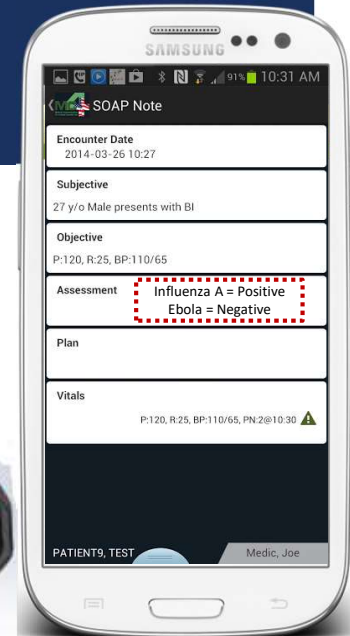 SAMSUNG
91% 10:31 AM
SOAP Note
Encounter Date
2014-03-26 10:27
Subjective
27 y/o Male presents with BI
Objective
P:120, R:25, BP:110/65
Assessment
Influenza A = Positive
Ebola = Negative
Plan
Vitals
P:120, R:25, BP:110/65, PN:2@10:30
PATIENT9, TEST Medic, Joe